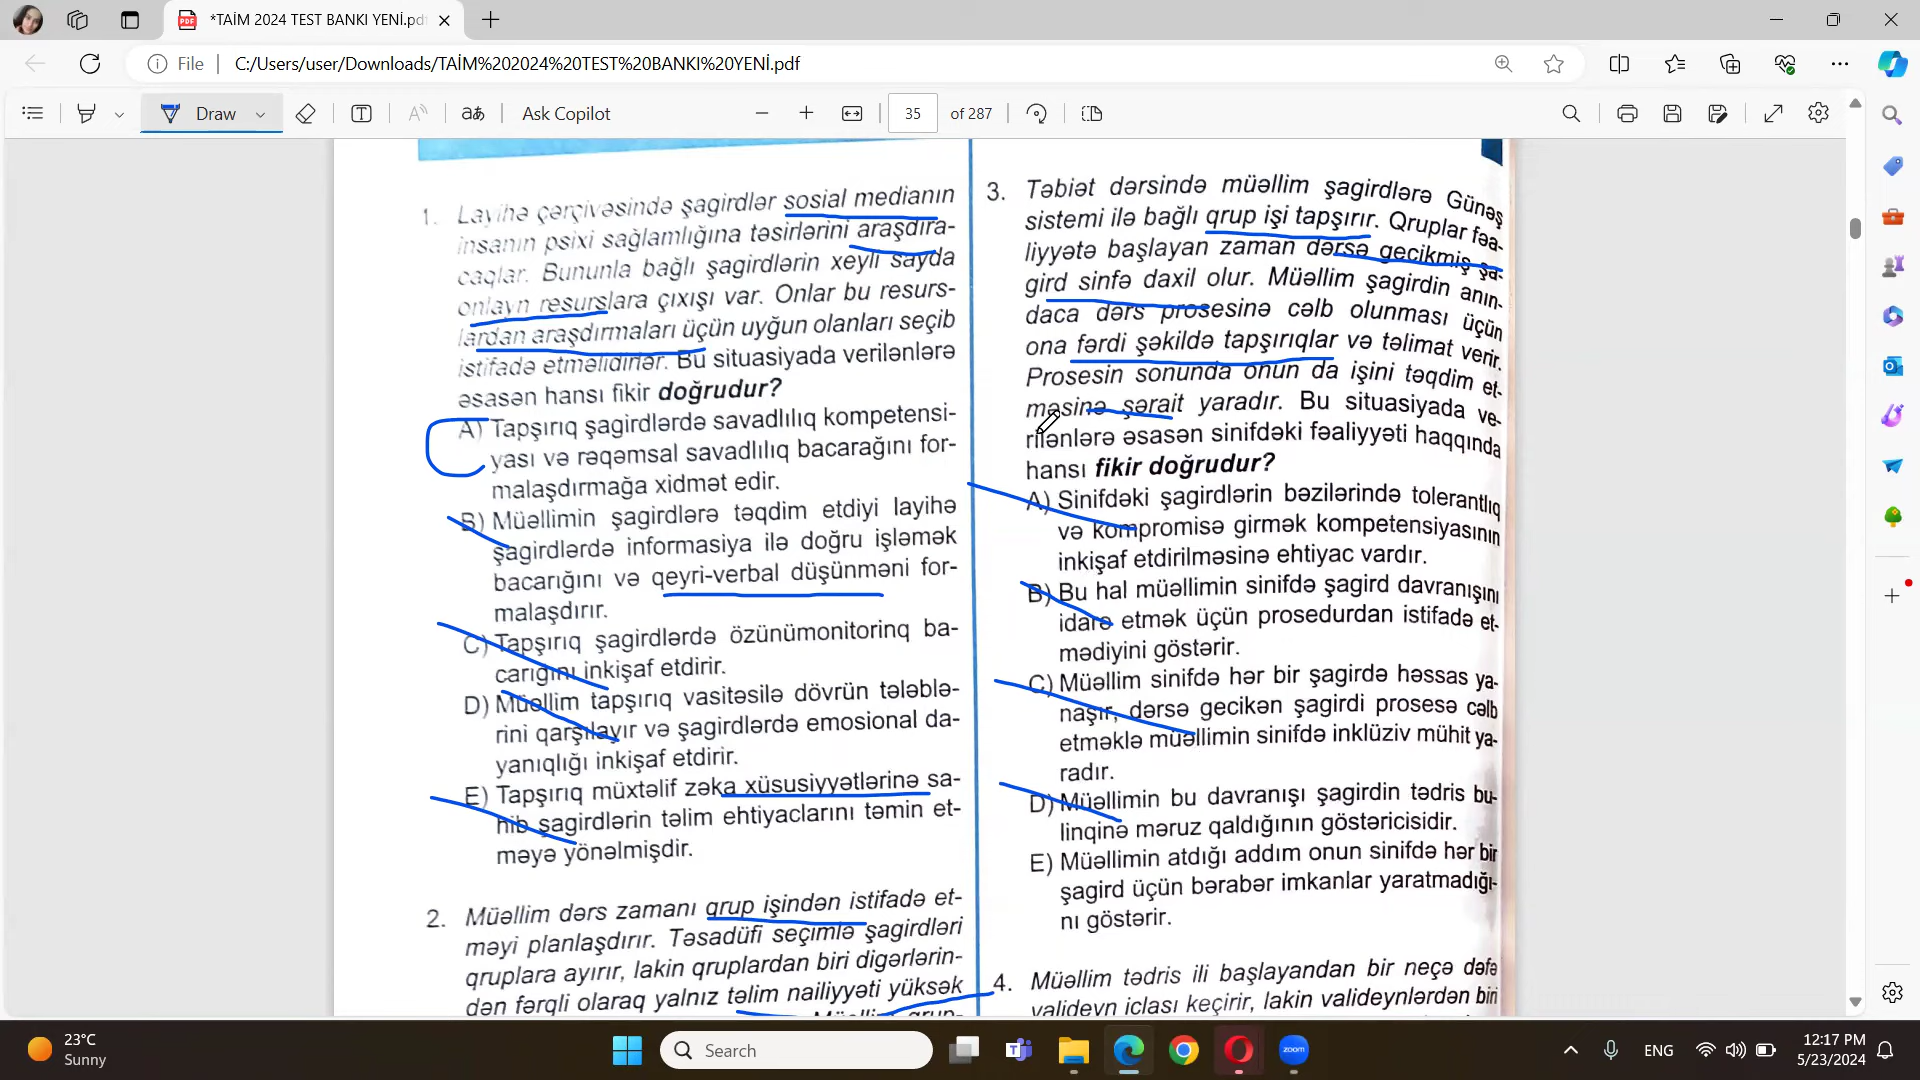 *TAİM 2024 TEST BANKI YENİ.pdf
File
C:/Users/user/Downloads/TAİM%202024%20TEST%20BANKI%20YENİ.pdf
Draw
Ask Copilot
35
of 287
1. Layihə çərçivəsində şagirdlər sosial medianın
insanın psixi sağlamlığına təsirlərini araşdıra-
caqlar. Bununla bağlı şagirdlərin xeyli sayda
onlayn resurslara çıxışı var. Onlar bu resurs-
lardan araşdırmaları üçün uyğun olanları seçib
istifadə etməlidirlər. Bu situasiyada verilənlərə
əsasən hansı fikir doğrudur?
A) Tapşırıq şagirdlərdə savadlılıq kompetensi-
yası və rəqəmsal savadlılıq bacarağını for-
malaşdırmağa xidmət edir.
B) Müəllimin şagirdlərə təqdim etdiyi layihə
şagirdlərdə informasiya ilə doğru işləmək
bacarığını və qeyri-verbal düşünməni for-
malaşdırır.
C) Tapşırıq şagirdlərdə özünümonitorinq ba-
carığını inkişaf etdirir.
D) Müəllim tapşırıq vasitəsilə dövrün tələblə-
rini qarşılayır və şagirdlərdə emosional da-
yanıqlığı inkişaf etdirir.
E) Tapşırıq müxtəlif zəka xüsusiyyətlərinə sa-
hib şagirdlərin təlim ehtiyaclarını təmin et-
məyə yönəlmişdir.
2. Müəllim dərs zamanı qrup işindən istifadə et-
məyi planlaşdırır. Təsadüfi seçimlə şagirdləri
qruplara ayırır, lakin qruplardan biri digərlərin-
dən fərqli olaraq yalnız təlim nailiyyəti yüksək
3. Təbiət dərsində müəllim şagirdlərə Günəş
sistemi ilə bağlı qrup işi tapşırır. Qruplar fəa-
liyyətə başlayan zaman dərsə gecikmiş şa-
gird sinfə daxil olur. Müəllim şagirdin anın-
daca dərs prosesinə cəlb olunması üçün
ona fərdi şəkildə tapşırıqlar və təlimat verir.
Prosesin sonunda onun da işini təqdim et-
məsinə şərait yaradır. Bu situasiyada ve-
rilənlərə əsasən sinifdəki fəaliyyəti haqqında
hansı fikir doğrudur?
A) Sinifdəki şagirdlərin bəzilərində tolerantlıq
və kompromisə girmək kompetensiyasının
inkişaf etdirilməsinə ehtiyac vardır.
B) Bu hal müəllimin sinifdə şagird davranışını
idarə etmək üçün prosedurdan istifadə et-
mədiyini göstərir.
C) Müəllim sinifdə hər bir şagirdə həssas ya-
naşır, dərsə gecikən şagirdi prosesə cəlb
etməklə müəllimin sinifdə inklüziv mühit ya-
radır.
D) Müəllimin bu davranışı şagirdin tədris bu-
linqinə məruz qaldığının göstəricisidir.
E) Müəllimin atdığı addım onun sinifdə hər bir
şagird üçün bərabər imkanlar yaratmadığı-
nı göstərir.
4. Müəllim tədris ili başlayandan bir neçə dəfə
valideyn iclası keçirir, lakin valideynlərdən biri
23°C
Sunny
Search
zoom
ENG
12:17 PM
5/23/2024